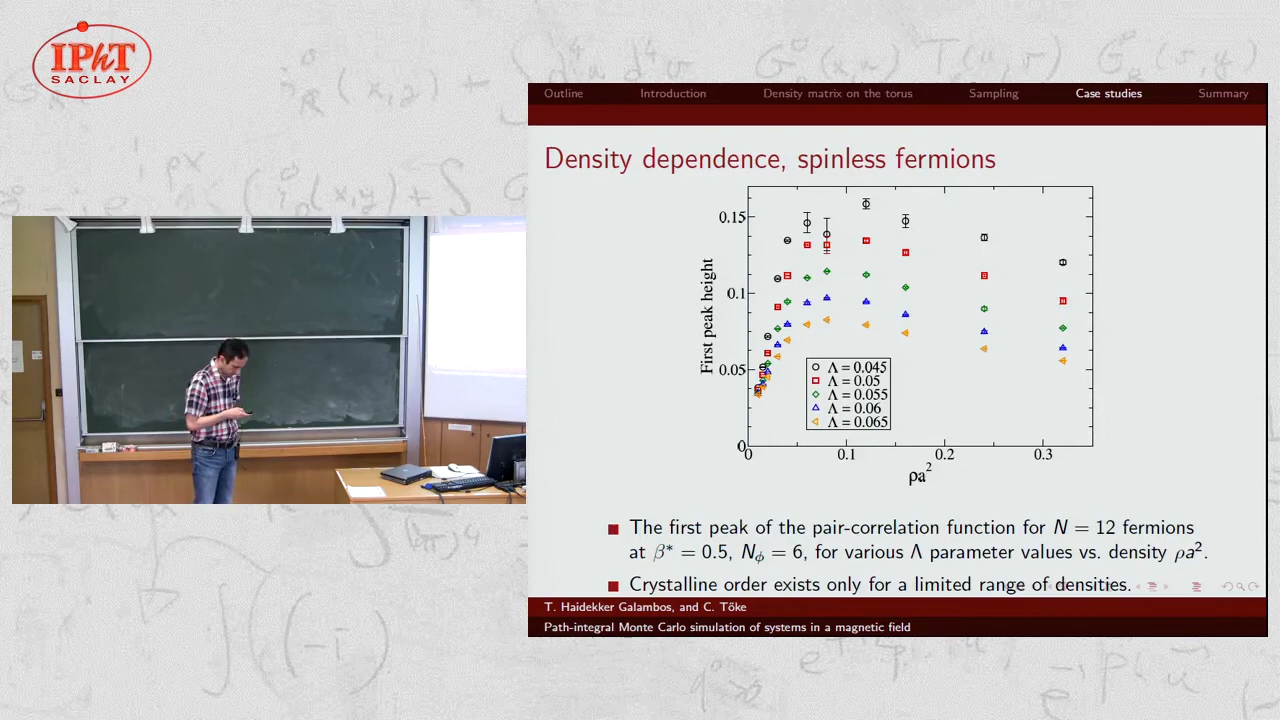 IPhT
SACLAY
Outline Introduction Density matrix on the torus Sampling Case studies Summary
Density dependence, spinless fermions
First peak height
0.15
0.1
0.05
0
0 0.1 0.2 0.3
ρa²
Λ = 0.045
Λ = 0.05
Λ = 0.055
Λ = 0.06
Λ = 0.065
The first peak of the pair-correlation function for N = 12 fermions
at β* = 0.5, Nϕ = 6, for various Λ parameter values vs. density ρa².
Crystalline order exists only for a limited range of densities.
T. Haidekker Galambos, and C. Tőke
Path-integral Monte Carlo simulation of systems in a magnetic field